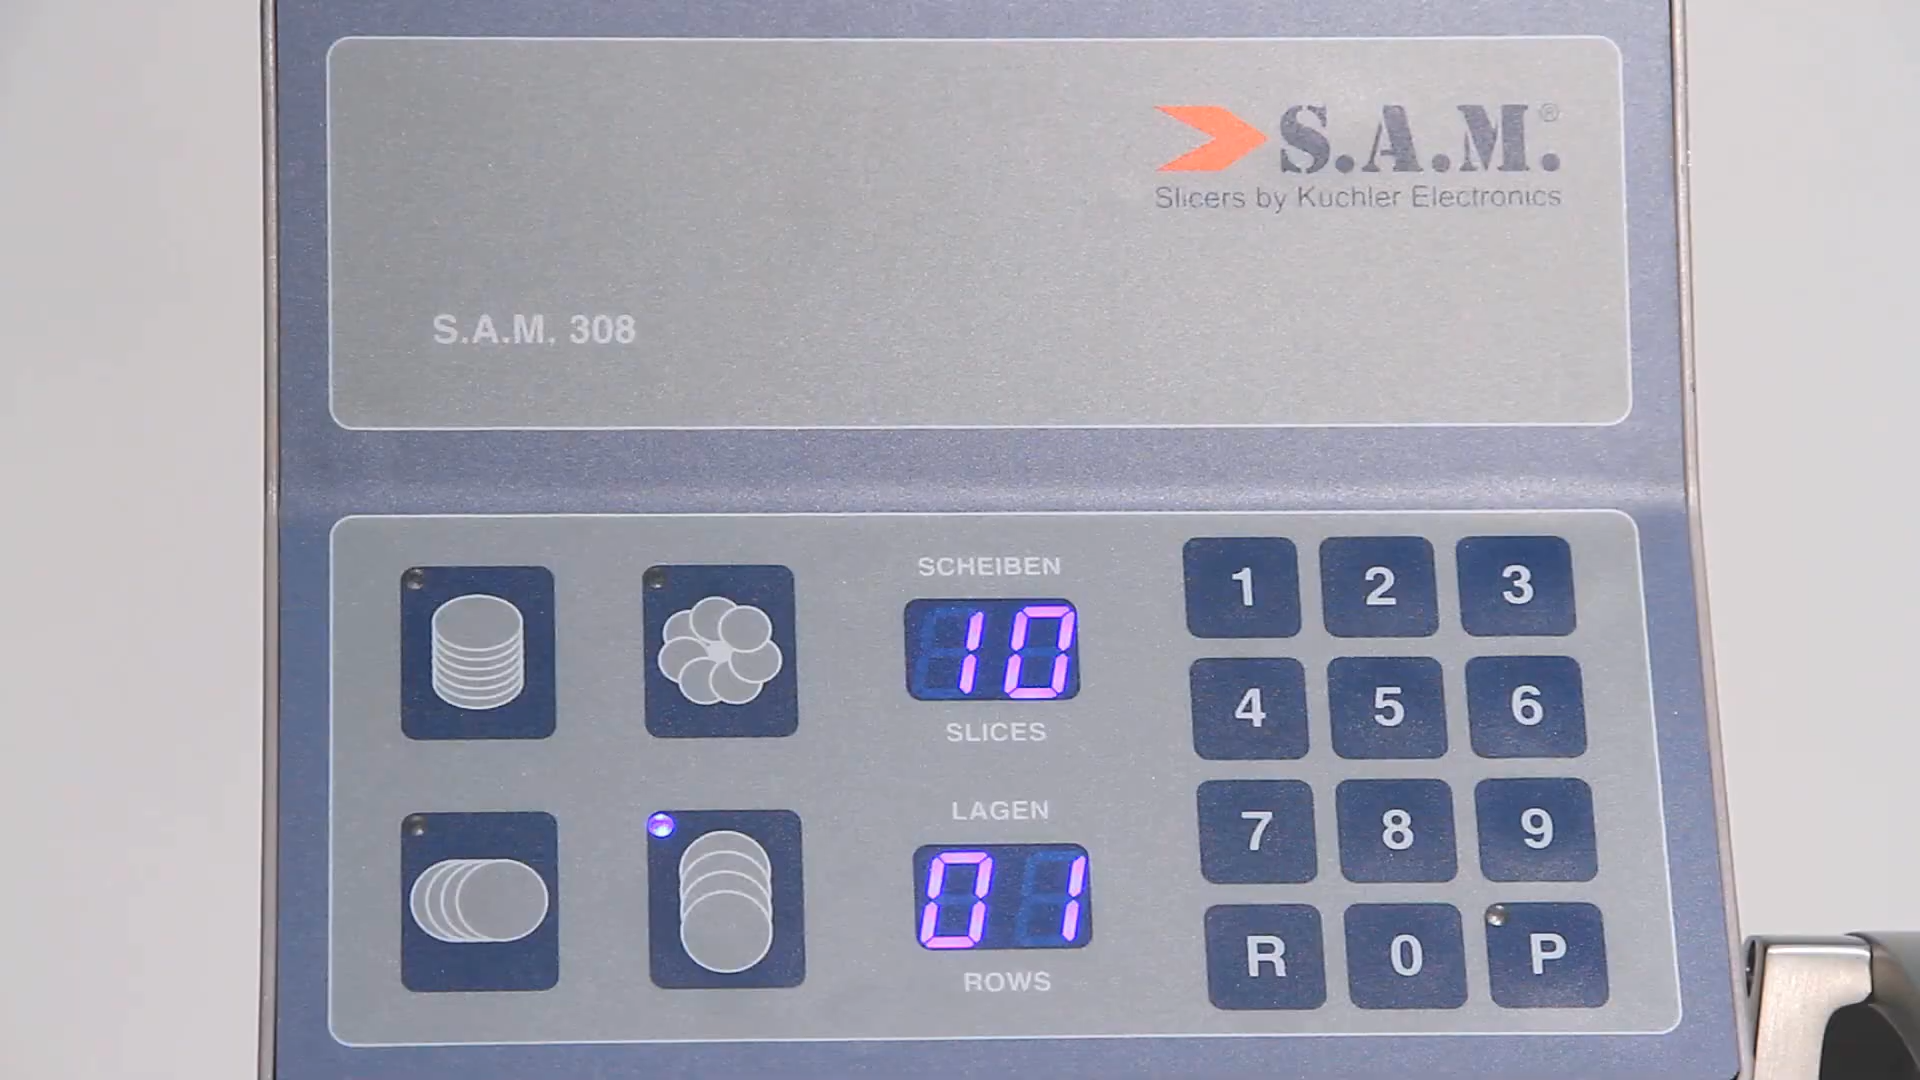 S.A.M.®
Slicers by Kuchler Electronics
S.A.M. 308
SCHEIBEN
10
SLICES
LAGEN
01
ROWS
1 2 3
4 5 6
7 8 9
R 0 P